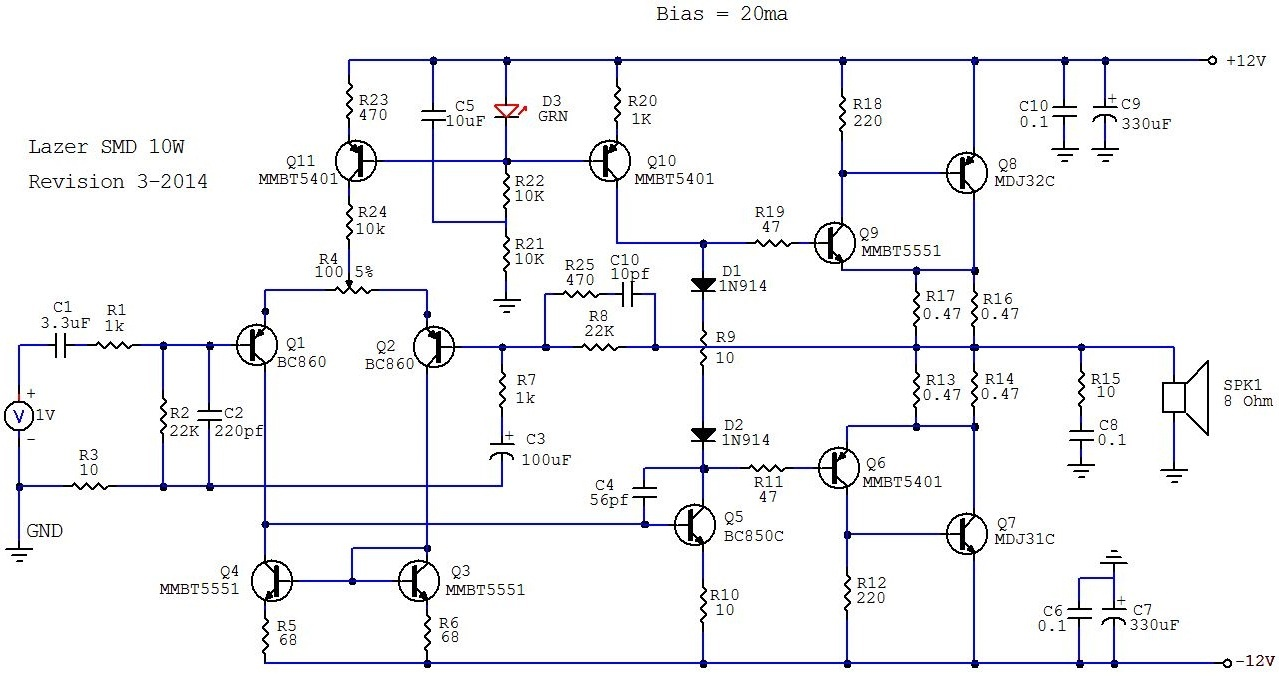 Bias = 20ma
+12V
R23
470
C5
10uF
D3
GRN
R20
1K
R18
220
C10
0.1
+
C9
330uF
Lazer SMD 10W
Revision 3-2014
Q11
MMBT5401
Q10
MMBT5401
Q8
MDJ32C
R22
10K
R24
10k
R19
47
Q9
MMBT5551
R21
10K
R4
100 5%
R25
470
C10
10pf
D1
1N914
C1
3.3uF
R1
1k
R8
22K
R17
0.47
R16
0.47
Q1
BC860
Q2
BC860
R9
10
+
V
1V
-
R2
22K
C2
220pf
R7
1k
R13
0.47
R14
0.47
R15
10
SPK1
8 Ohm
+
C3
100uF
D2
1N914
C8
0.1
R3
10
C4
56pf
R11
47
Q6
MMBT5401
GND
Q5
BC850C
Q7
MDJ31C
Q4
MMBT5551
Q3
MMBT5551
R10
10
R12
220
C6
0.1
+
C7
330uF
R5
68
R6
68
-12V